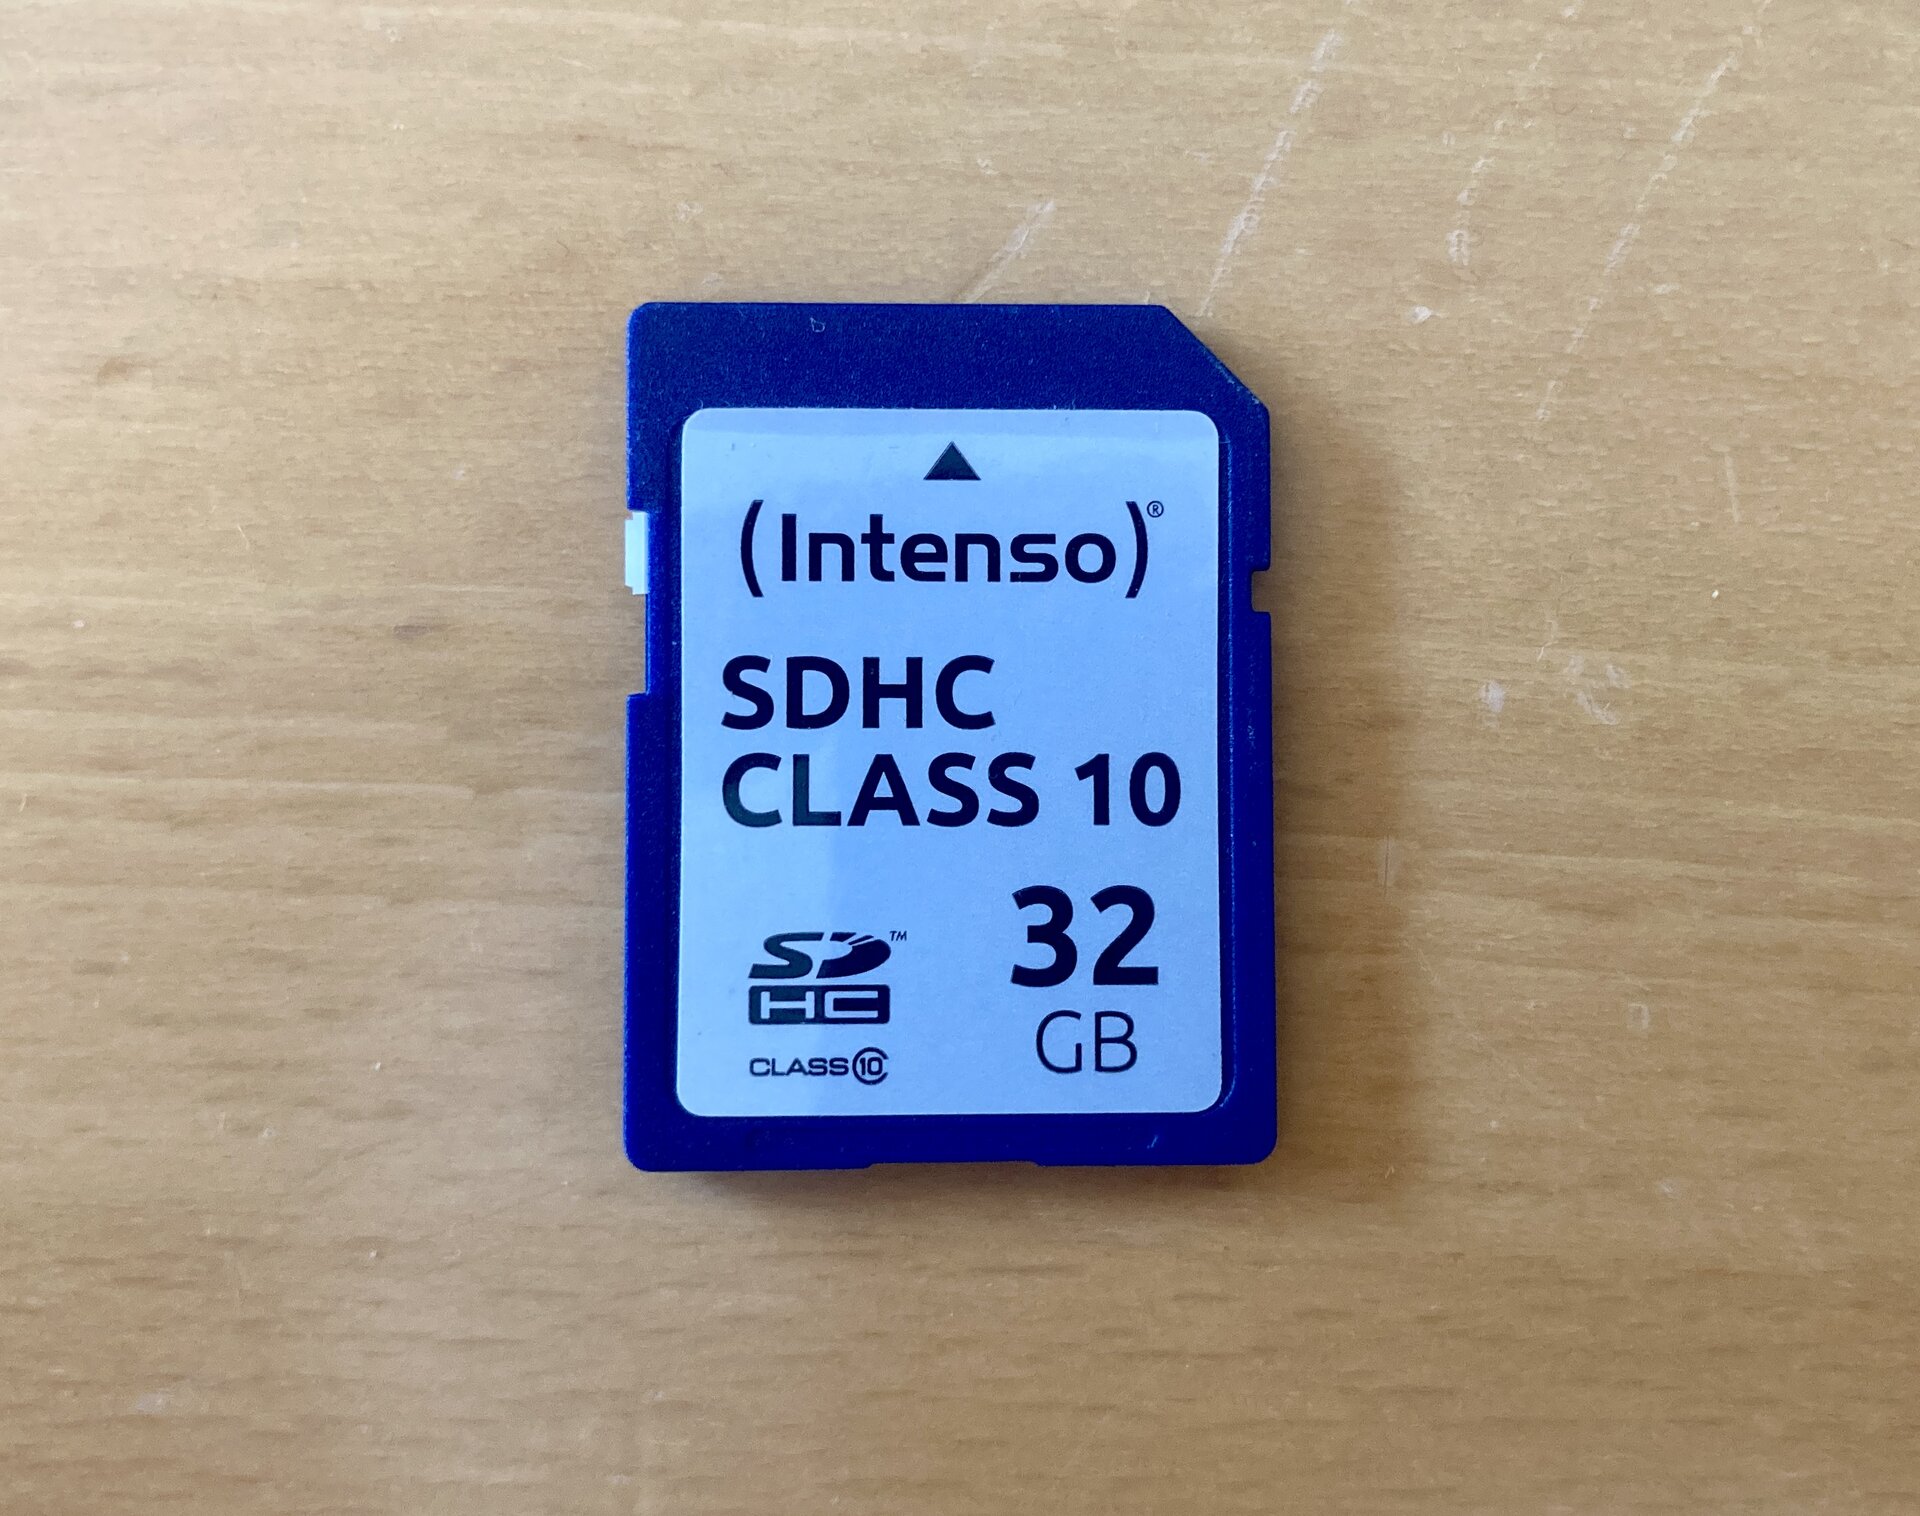 (Intenso)®
SDHC
CLASS 10
SD™
HC
CLASS 10
32
GB